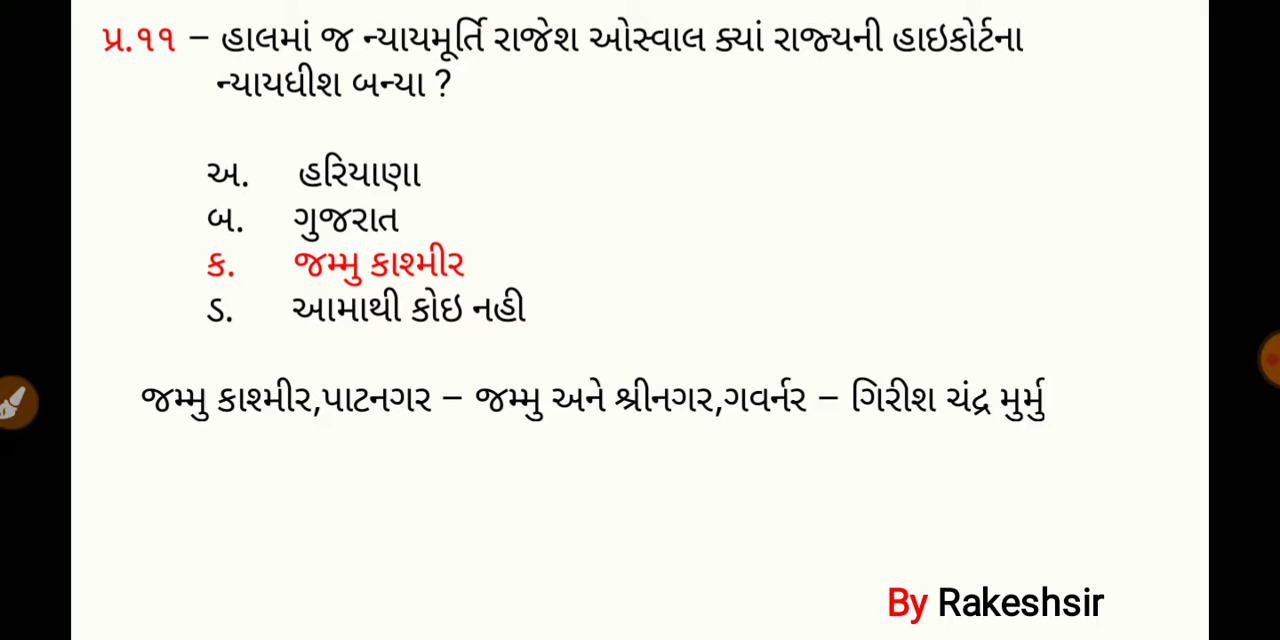 પ્ર.૧૧ – હાલમાં જ ન્યાયમૂર્તિ રાજેશ ઓસ્વાલ ક્યાં રાજ્યની હાઇકોર્ટના
ન્યાયધીશ બન્યા ?
અ. હરિયાણા
બ. ગુજરાત
ક. જમ્મુ કાશ્મીર
ડ. આમાથી કોઇ નહી
જમ્મુ કાશ્મીર,પાટનગર – જમ્મુ અને શ્રીનગર,ગવર્નર – ગિરીશ ચંદ્ર મુર્મુ
By Rakeshsir